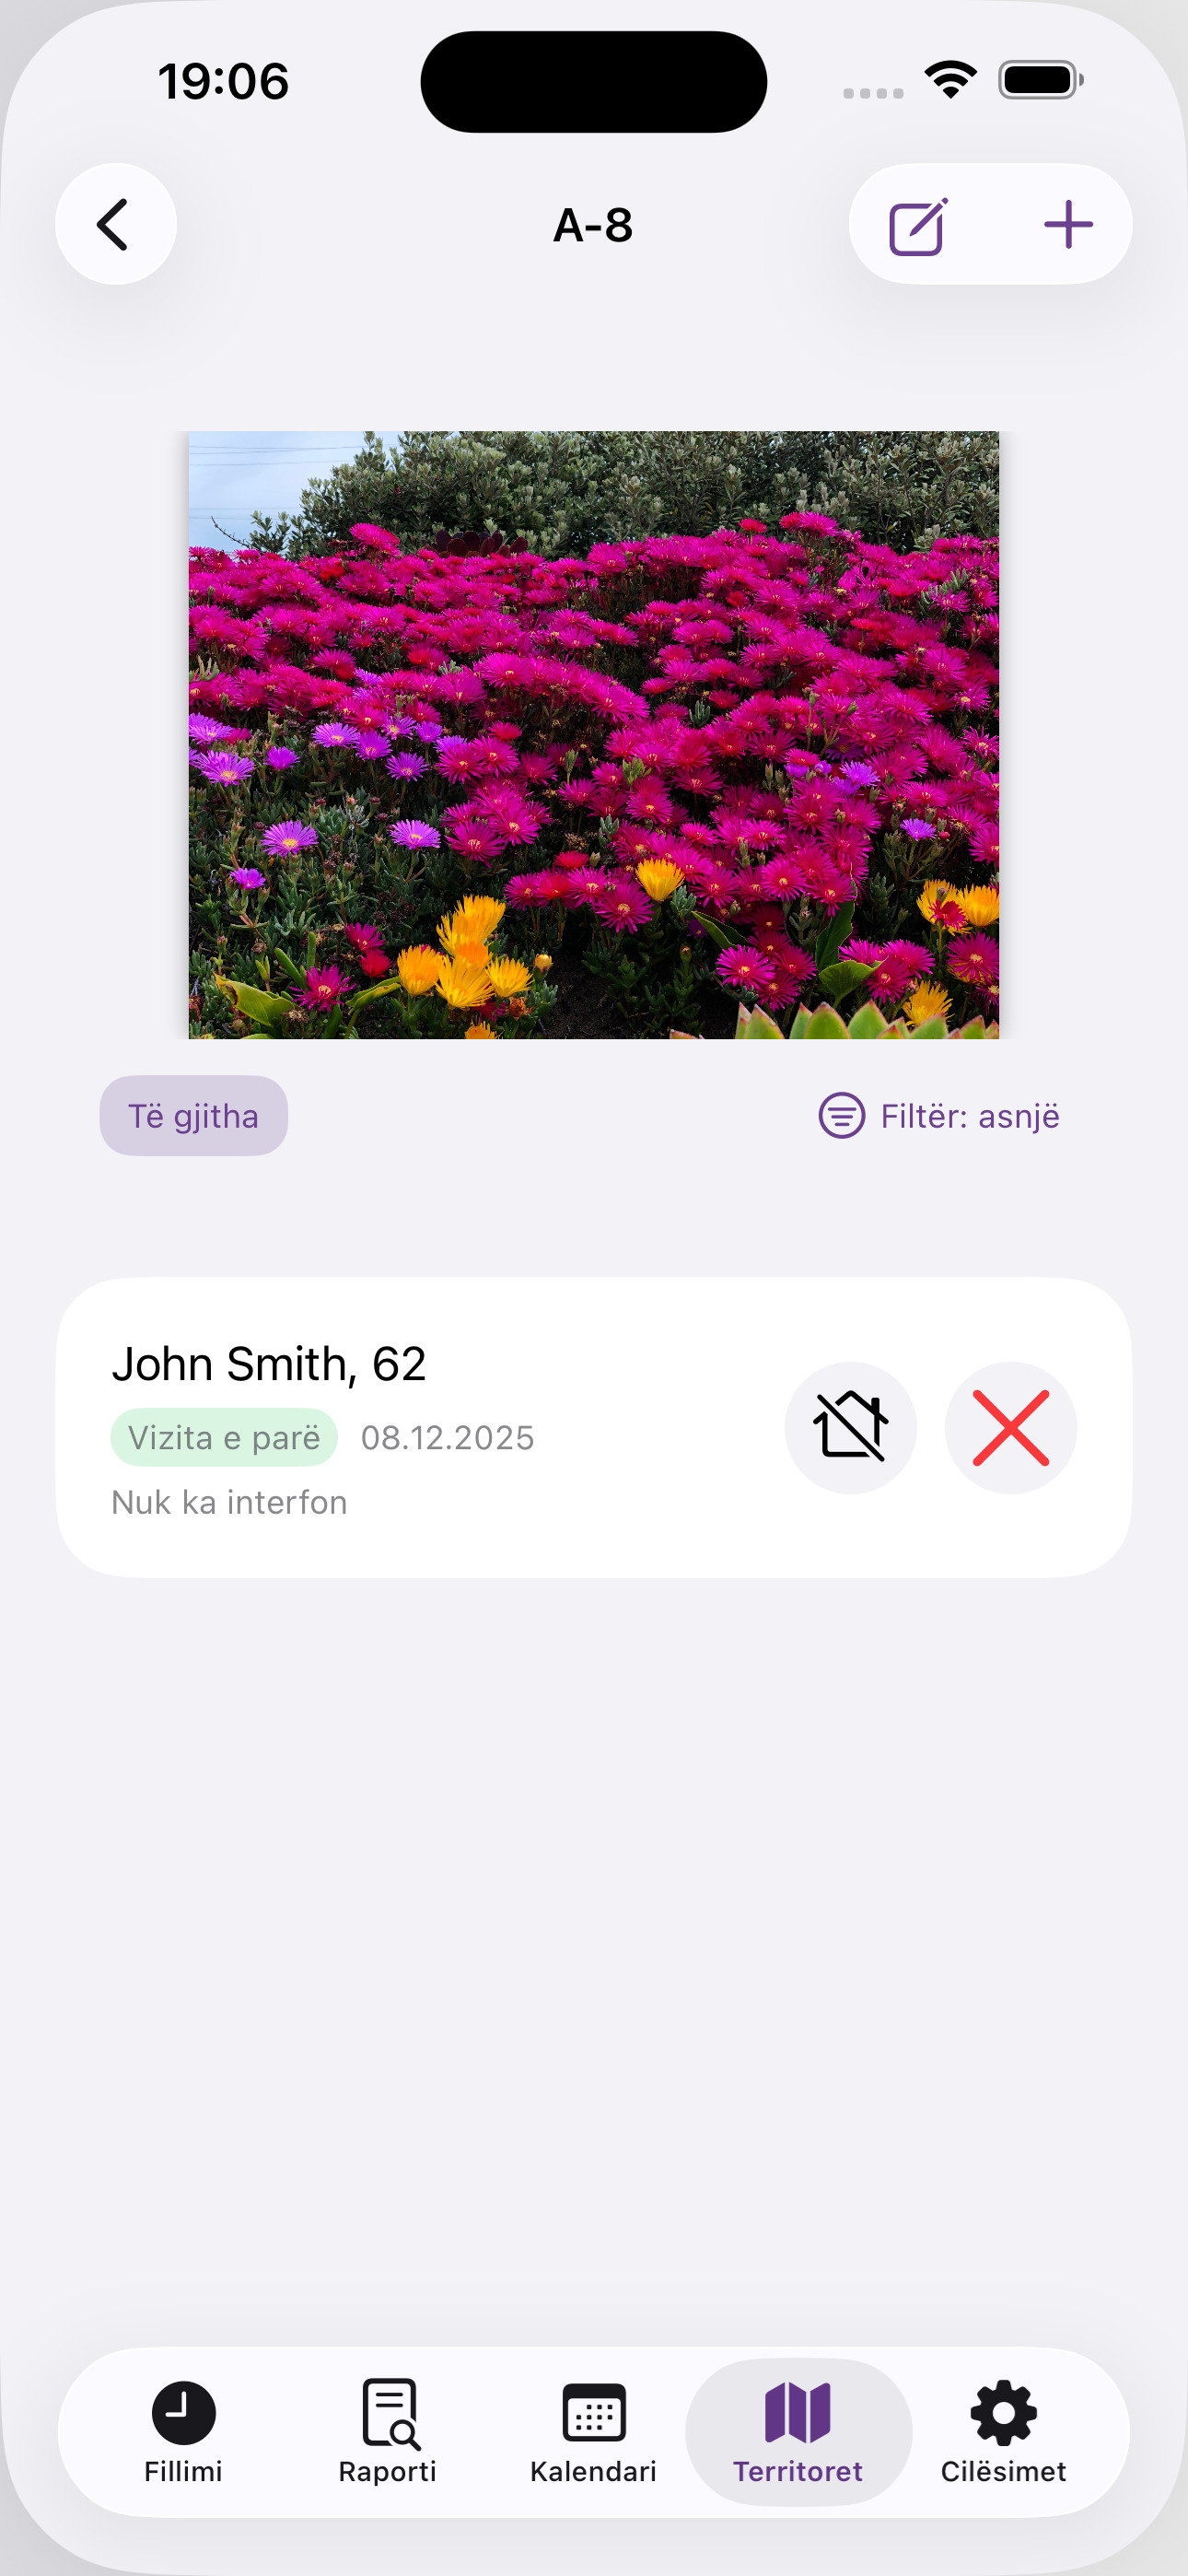 19:06
A-8
Të gjitha
Filtër: asnjë
John Smith, 62
Vizita e parë 08.12.2025
Nuk ka interfon
Fillimi
Raporti
Kalendari
Territoret
Cilësimet